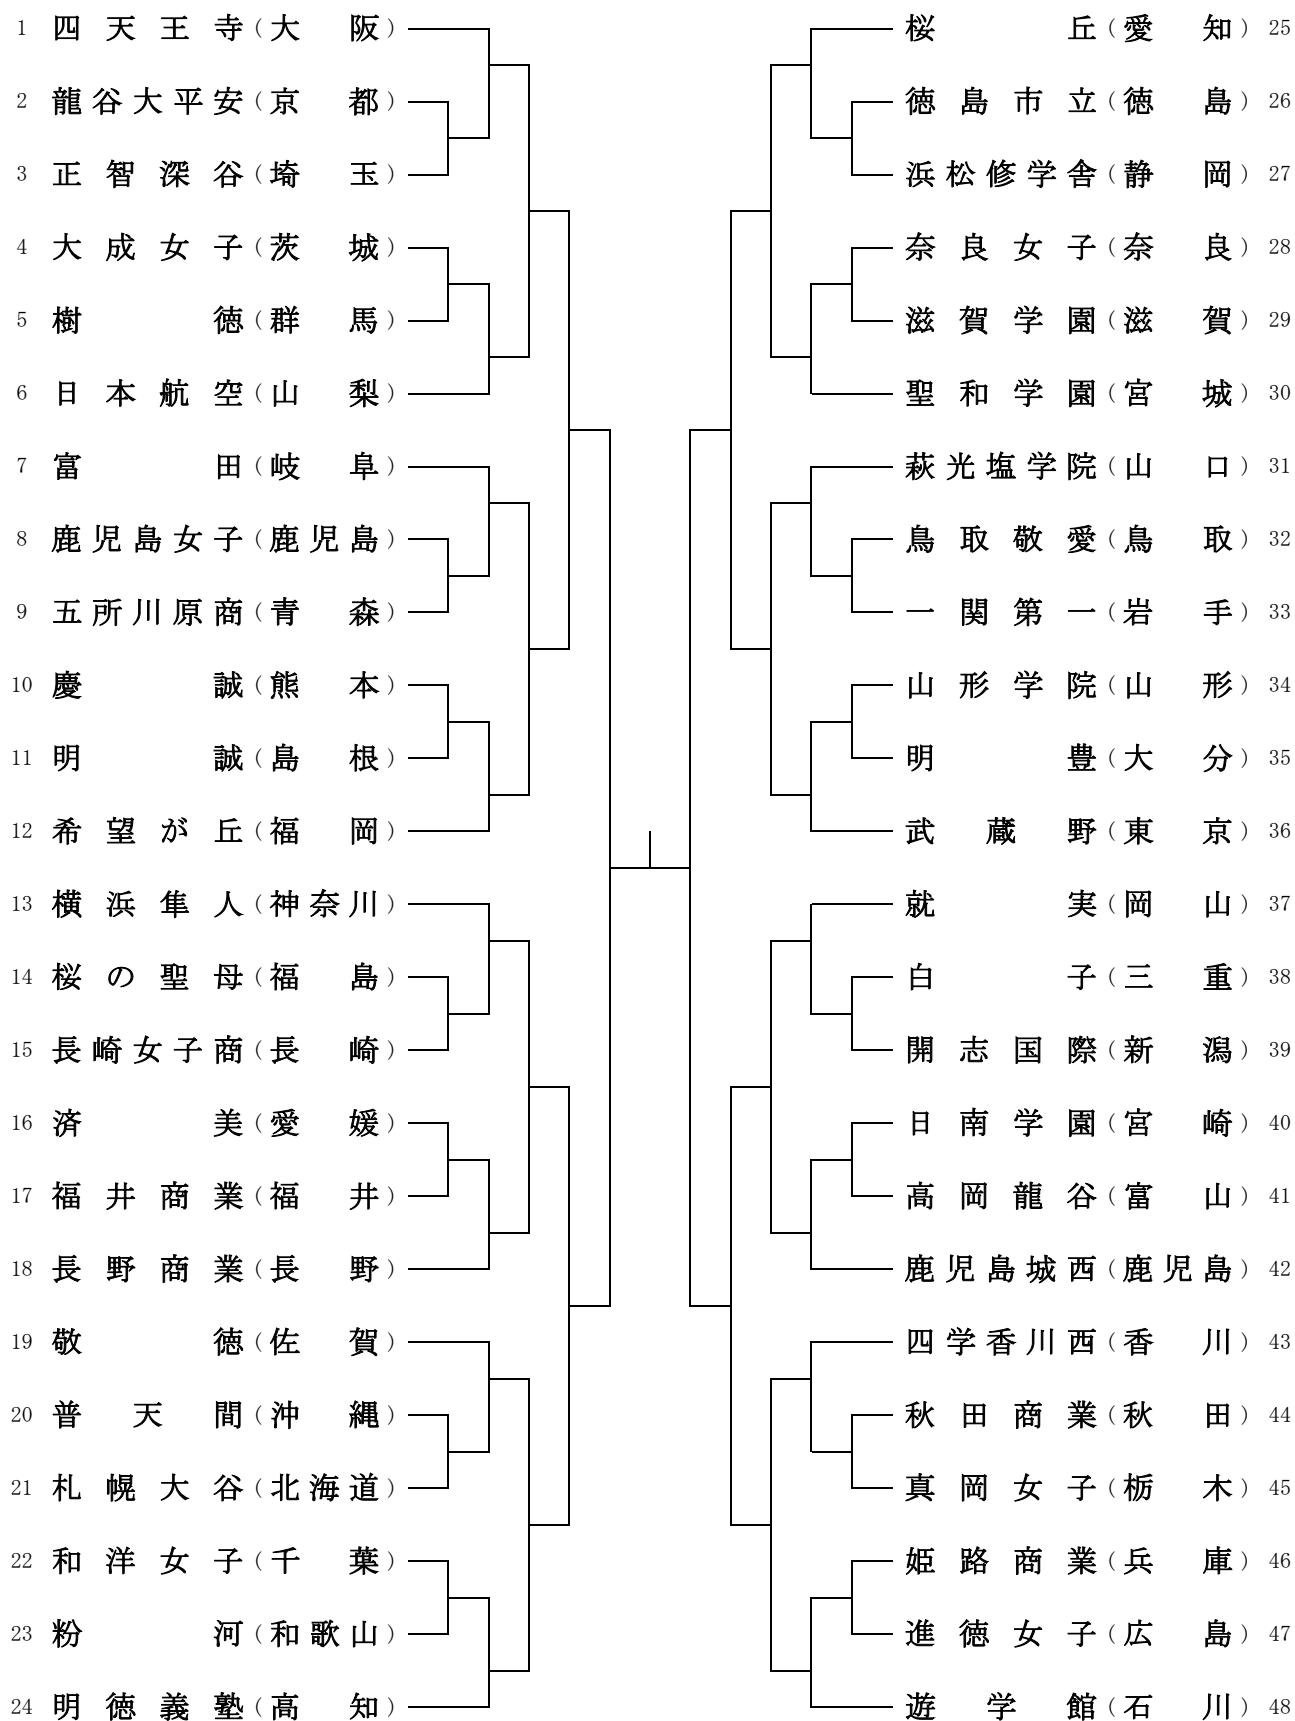 1 四天王寺（大阪）
2 龍谷大平安（京都）
3 正智深谷（埼玉）
4 大成女子（茨城）
5 樹徳（群馬）
6 日本航空（山梨）
7 富田（岐阜）
8 鹿児島女子（鹿児島）
9 五所川原商（青森）
10 慶誠（熊本）
11 明誠（島根）
12 希望が丘（福岡）
13 横浜隼人（神奈川）
14 桜の聖母（福島）
15 長崎女子商（長崎）
16 済美（愛媛）
17 福井商業（福井）
18 長野商業（長野）
19 敬徳（佐賀）
20 普天間（沖縄）
21 札幌大谷（北海道）
22 和洋女子（千葉）
23 粉河（和歌山）
24 明徳義塾（高知）
桜丘（愛知）25
徳島市立（徳島）26
浜松修学舎（静岡）27
奈良女子（奈良）28
滋賀学園（滋賀）29
聖和学園（宮城）30
萩光塩学院（山口）31
鳥取敬愛（鳥取）32
一関第一（岩手）33
山形学院（山形）34
明豊（大分）35
武蔵野（東京）36
就実（岡山）37
白子（三重）38
開志国際（新潟）39
日南学園（宮崎）40
高岡龍谷（富山）41
鹿児島城西（鹿児島）42
四学香川西（香川）43
秋田商業（秋田）44
真岡女子（栃木）45
姫路商業（兵庫）46
進徳女子（広島）47
遊学館（石川）48